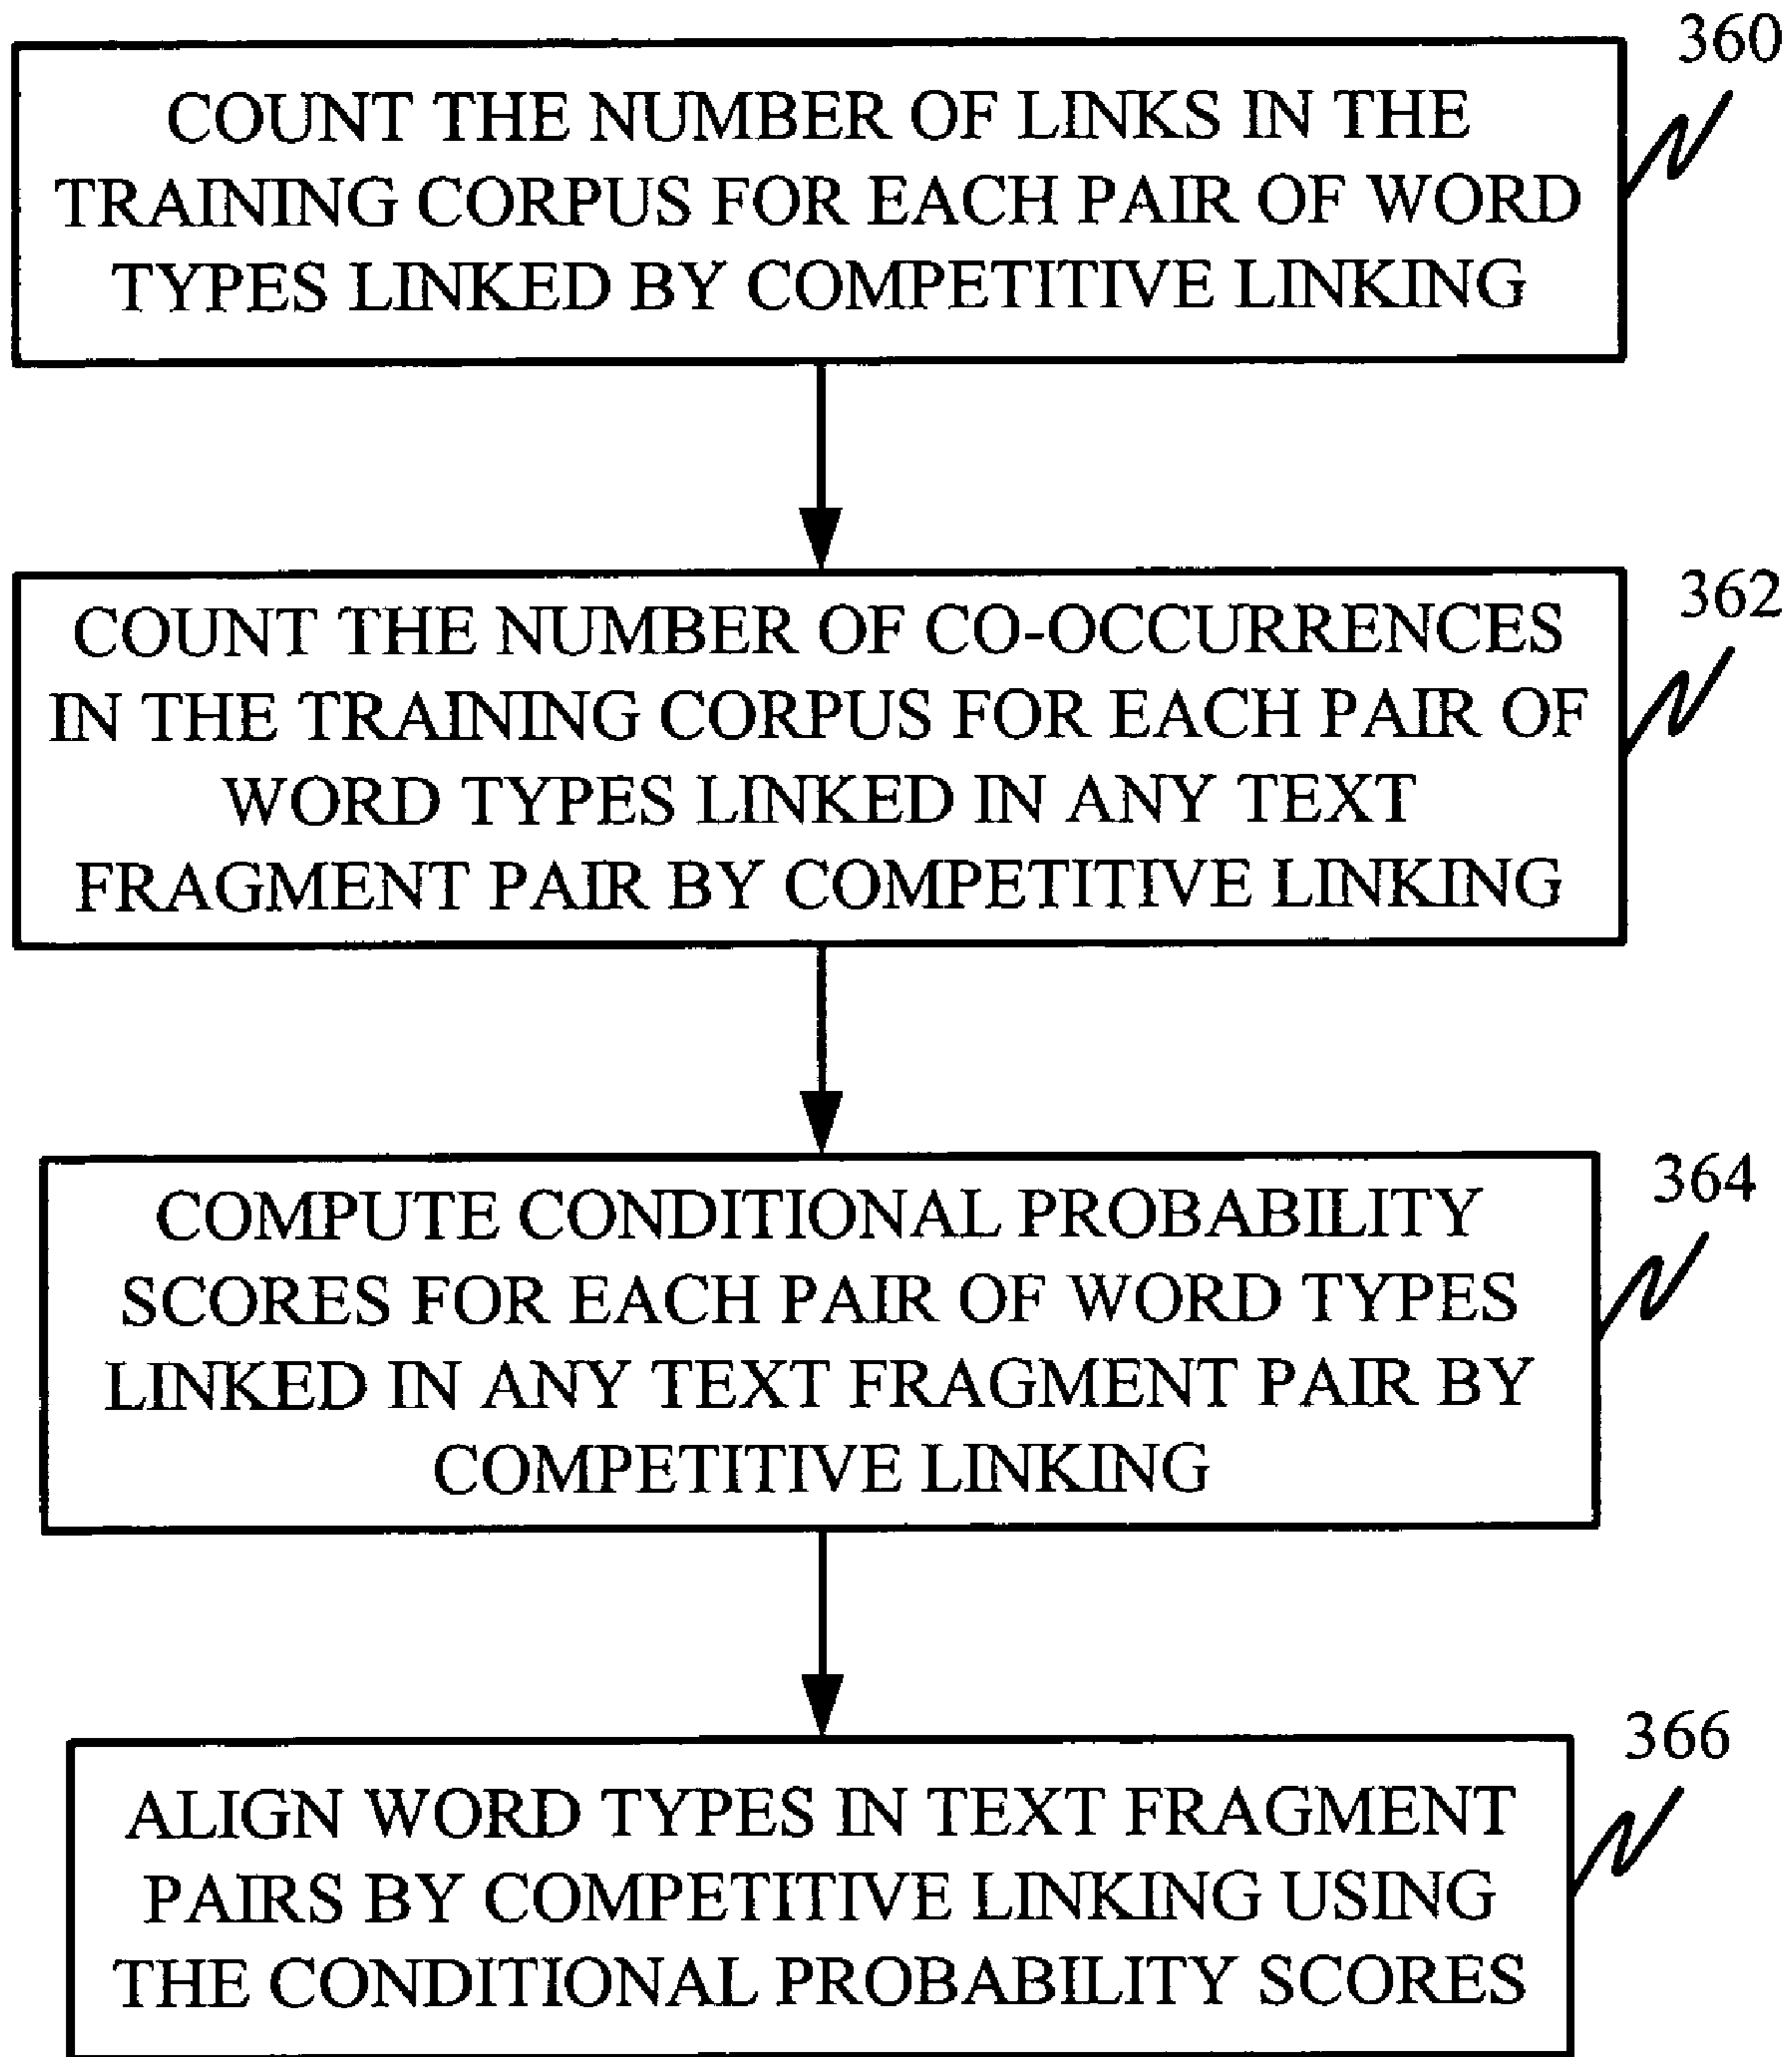 360
COUNT THE NUMBER OF LINKS IN THE
TRAINING CORPUS FOR EACH PAIR OF WORD
TYPES LINKED BY COMPETITIVE LINKING
362
COUNT THE NUMBER OF CO-OCCURRENCES
IN THE TRAINING CORPUS FOR EACH PAIR OF
WORD TYPES LINKED IN ANY TEXT
FRAGMENT PAIR BY COMPETITIVE LINKING
364
COMPUTE CONDITIONAL PROBABILITY
SCORES FOR EACH PAIR OF WORD TYPES
LINKED IN ANY TEXT FRAGMENT PAIR BY
COMPETITIVE LINKING
366
ALIGN WORD TYPES IN TEXT FRAGMENT
PAIRS BY COMPETITIVE LINKING USING
THE CONDITIONAL PROBABILITY SCORES